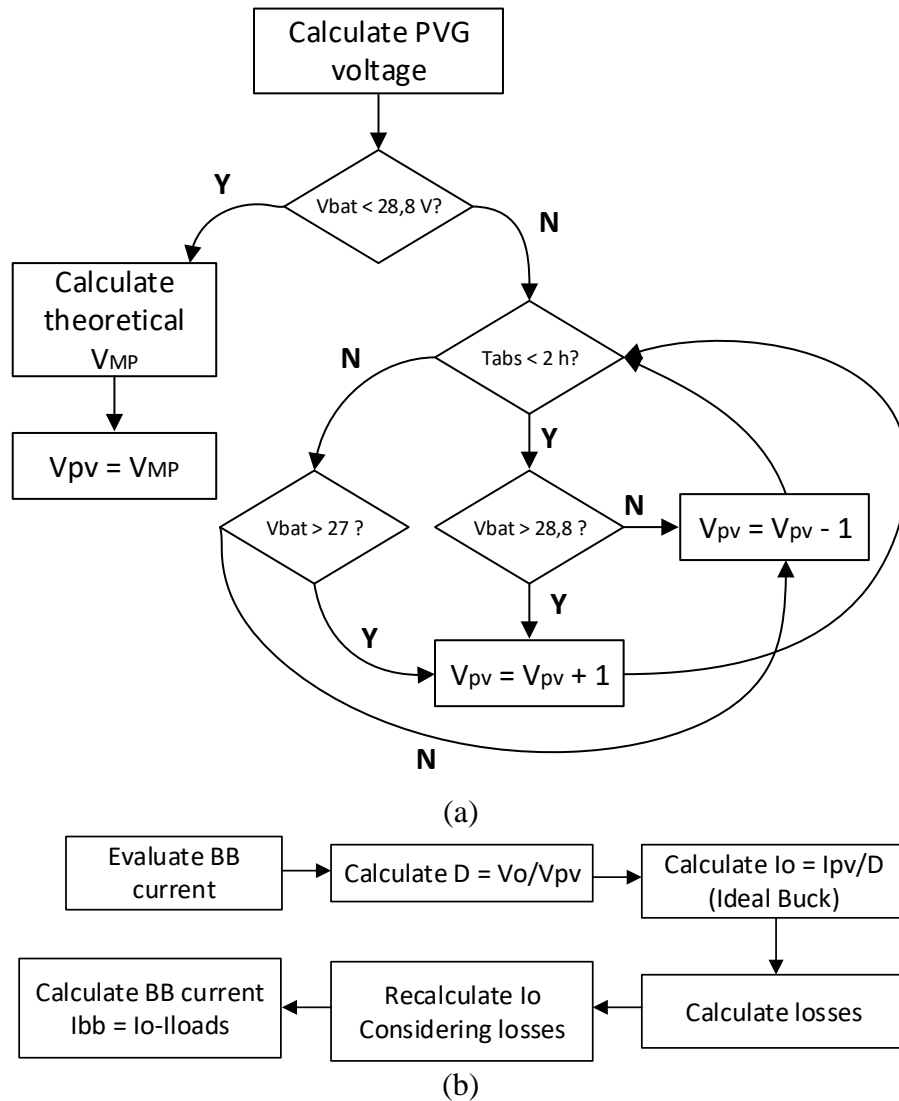 Calculate PVG
voltage
Y
Vbat < 28,8 V?
N
Calculate
theoretical
VMP
Vpv = VMP
Tabs < 2 h?
N
Y
Vbat > 27 ?
Vbat > 28,8 ?
N
Vpv = Vpv - 1
Y
Y
Vpv = Vpv + 1
N
(a)
Evaluate BB
current
Calculate D = Vo/Vpv
Calculate Io = Ipv/D
(Ideal Buck)
Calculate losses
Recalculate Io
Considering losses
Calculate BB current
Ibb = Io-Iloads
(b)